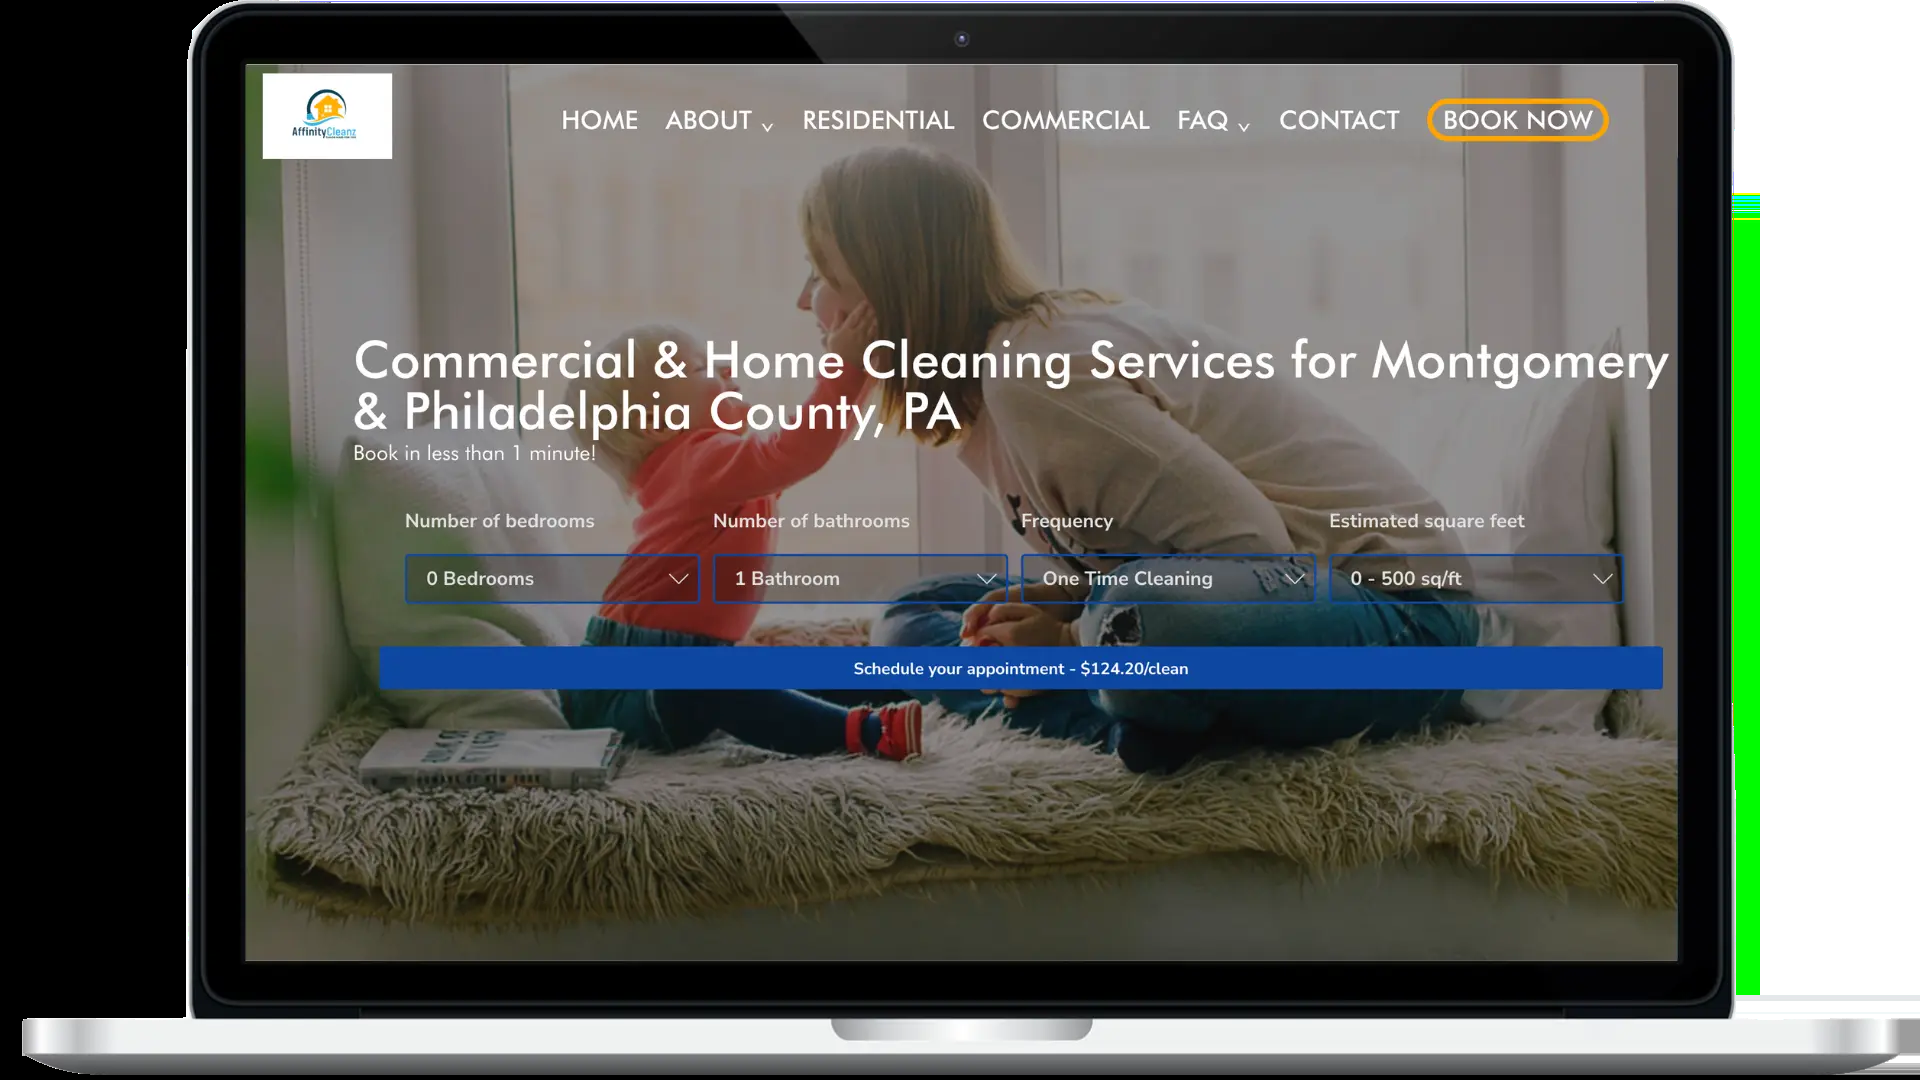 AffinityCleanz
HOME ABOUT RESIDENTIAL COMMERCIAL FAQ CONTACT BOOK NOW
Commercial & Home Cleaning Services for Montgomery
& Philadelphia County, PA
Book in less than 1 minute!
Number of bedrooms Number of bathrooms Frequency Estimated square feet
0 Bedrooms 1 Bathroom One Time Cleaning 0 - 500 sq/ft
Schedule your appointment - $124.20/clean